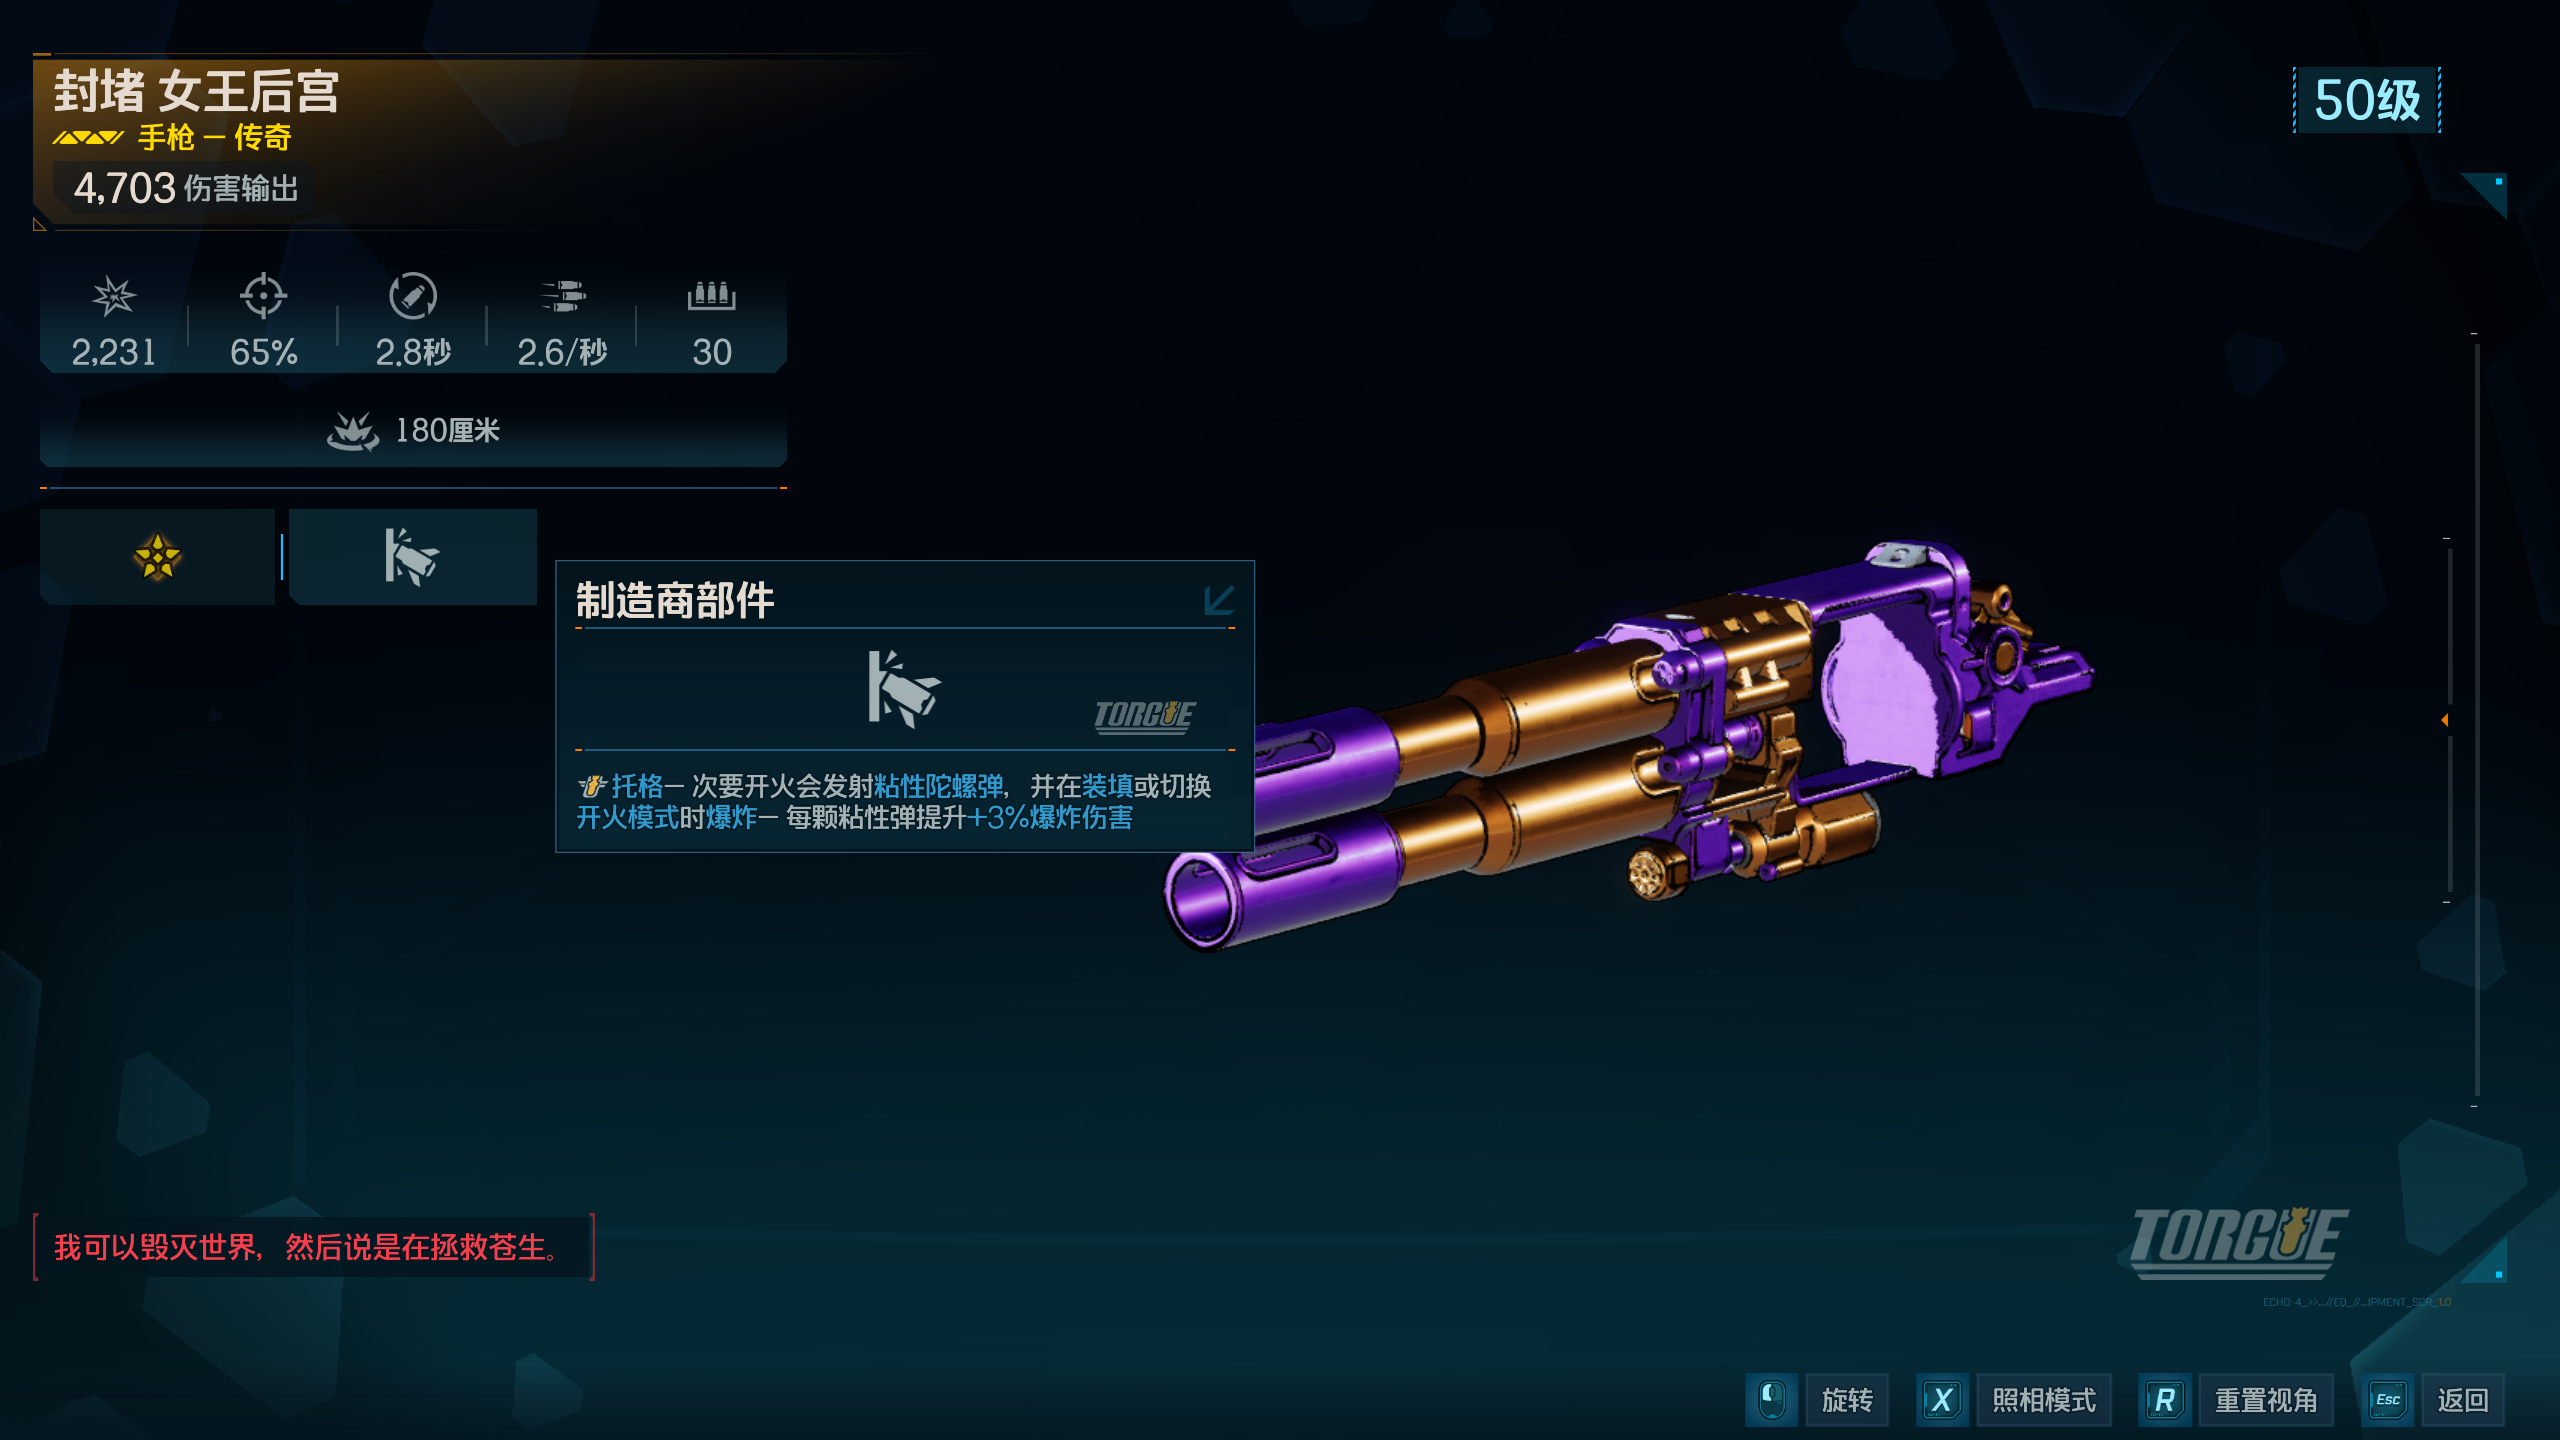 封堵 女王后宫
手枪 – 传奇
4,703 伤害输出
50级
2,231
65%
2.8秒
2.6/秒
30
180厘米
制造商部件
TORGUE
托格– 次要开火会发射粘性陀螺弹，并在装填或切换
开火模式时爆炸– 每颗粘性弹提升+3%爆炸伤害
我可以毁灭世界，然后说是在拯救苍生。
TORGUE
ECHO-4_>>...//EQ_//...IPMENT_SCR_1.0
旋转
X 照相模式
R 重置视角
Esc 返回